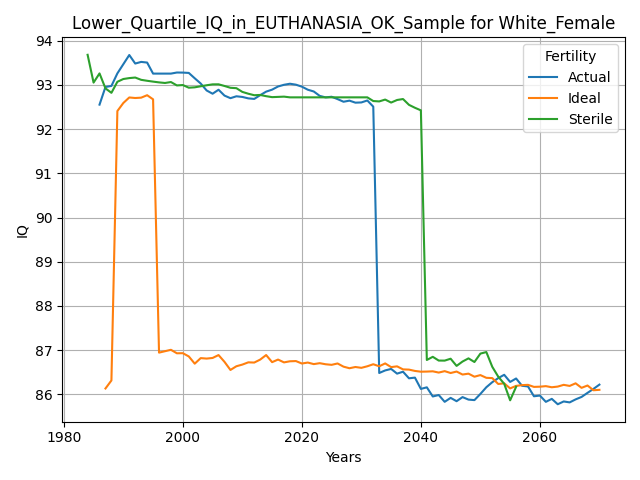 Lower_Quartile_IQ_in_EUTHANASIA_OK_Sample for White_Female
94
93
92
91
90
89
88
87
86
IQ
1980
2000
2020
2040
2060
Years
Fertility
Actual
Ideal
Sterile